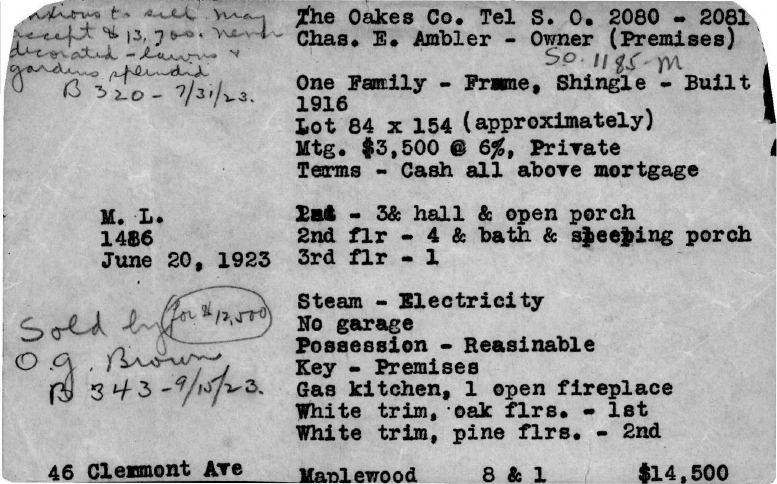 to sell may
accept $13,700. Newly
decorated - lawns &
gardens splendid
B 320 - 7/31/23.
The Oakes Co. Tel S. O. 2080 - 2081
Chas. E. Ambler - Owner (Premises)
SO. 1185-M
One Family - Frame, Shingle - Built
1916
Lot 84 x 154 (approximately)
Mtg. $3,500 @ 6%, Private
Terms - Cash all above mortgage
M. L.
1486
June 20, 1923
1st - 3& hall & open porch
2nd flr - 4 & bath & sleeping porch
3rd flr - 1
Sold by for $12,500
O. G. Brown
B 343 - 9/15/23.
Steam - Electricity
No garage
Possession - Reasinable
Key - Premises
Gas kitchen, 1 open fireplace
White trim, oak flrs. - 1st
White trim, pine flrs. - 2nd
46 Clermont Ave Maplewood 8 & 1 $14,500